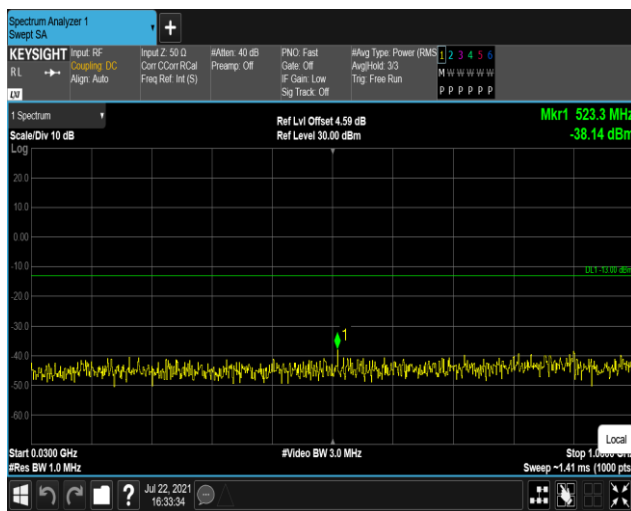 Spectrum Analyzer 1
Swept SA
+
KEYSIGHT
RL
LXI
Input: RF
Coupling: DC
Align: Auto
Input Z: 50 Ω
Corr CCorr RCal
Freq Ref: Int (S)
#Atten: 40 dB
Preamp: Off
PNO: Fast
Gate: Off
IF Gain: Low
Sig Track: Off
#Avg Type: Power (RMS
Avg|Hold: 3/3
Trig: Free Run
1 2 3 4 5 6
M W W W W W
P P P P P P
1 Spectrum
Scale/Div 10 dB
Log
Ref Lvl Offset 4.59 dB
Ref Level 30.00 dBm
Mkr1 523.3 MHz
-38.14 dBm
20.0
10.0
0.00
-10.0
DL1 -13.00 dBm
-20.0
-30.0
1
-40.0
-50.0
-60.0
Local
Start 0.0300 GHz
#Video BW 3.0 MHz
#Res BW 1.0 MHz
Sweep ~1.41 ms (1000 pts
?
Jul 22, 2021
16:33:34